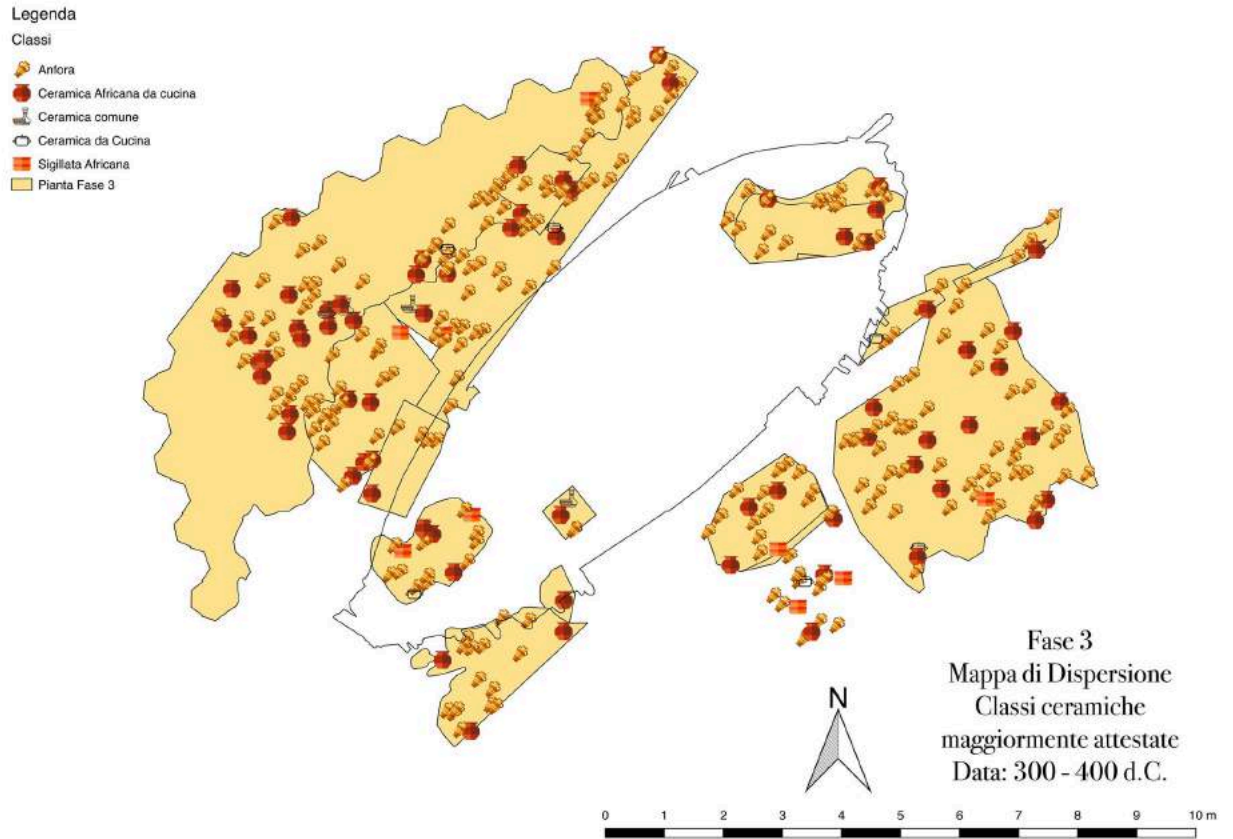 Legenda
Classi
Anfora
Ceramica Africana da cucina
Ceramica comune
Ceramica da Cucina
Sigillata Africana
Pianta Fase 3
N
Fase 3
Mappa di Dispersione
Classi ceramiche
maggiormente attestate
Data: 300 - 400 d.C.
0 1 2 3 4 5 6 7 8 9 10 m